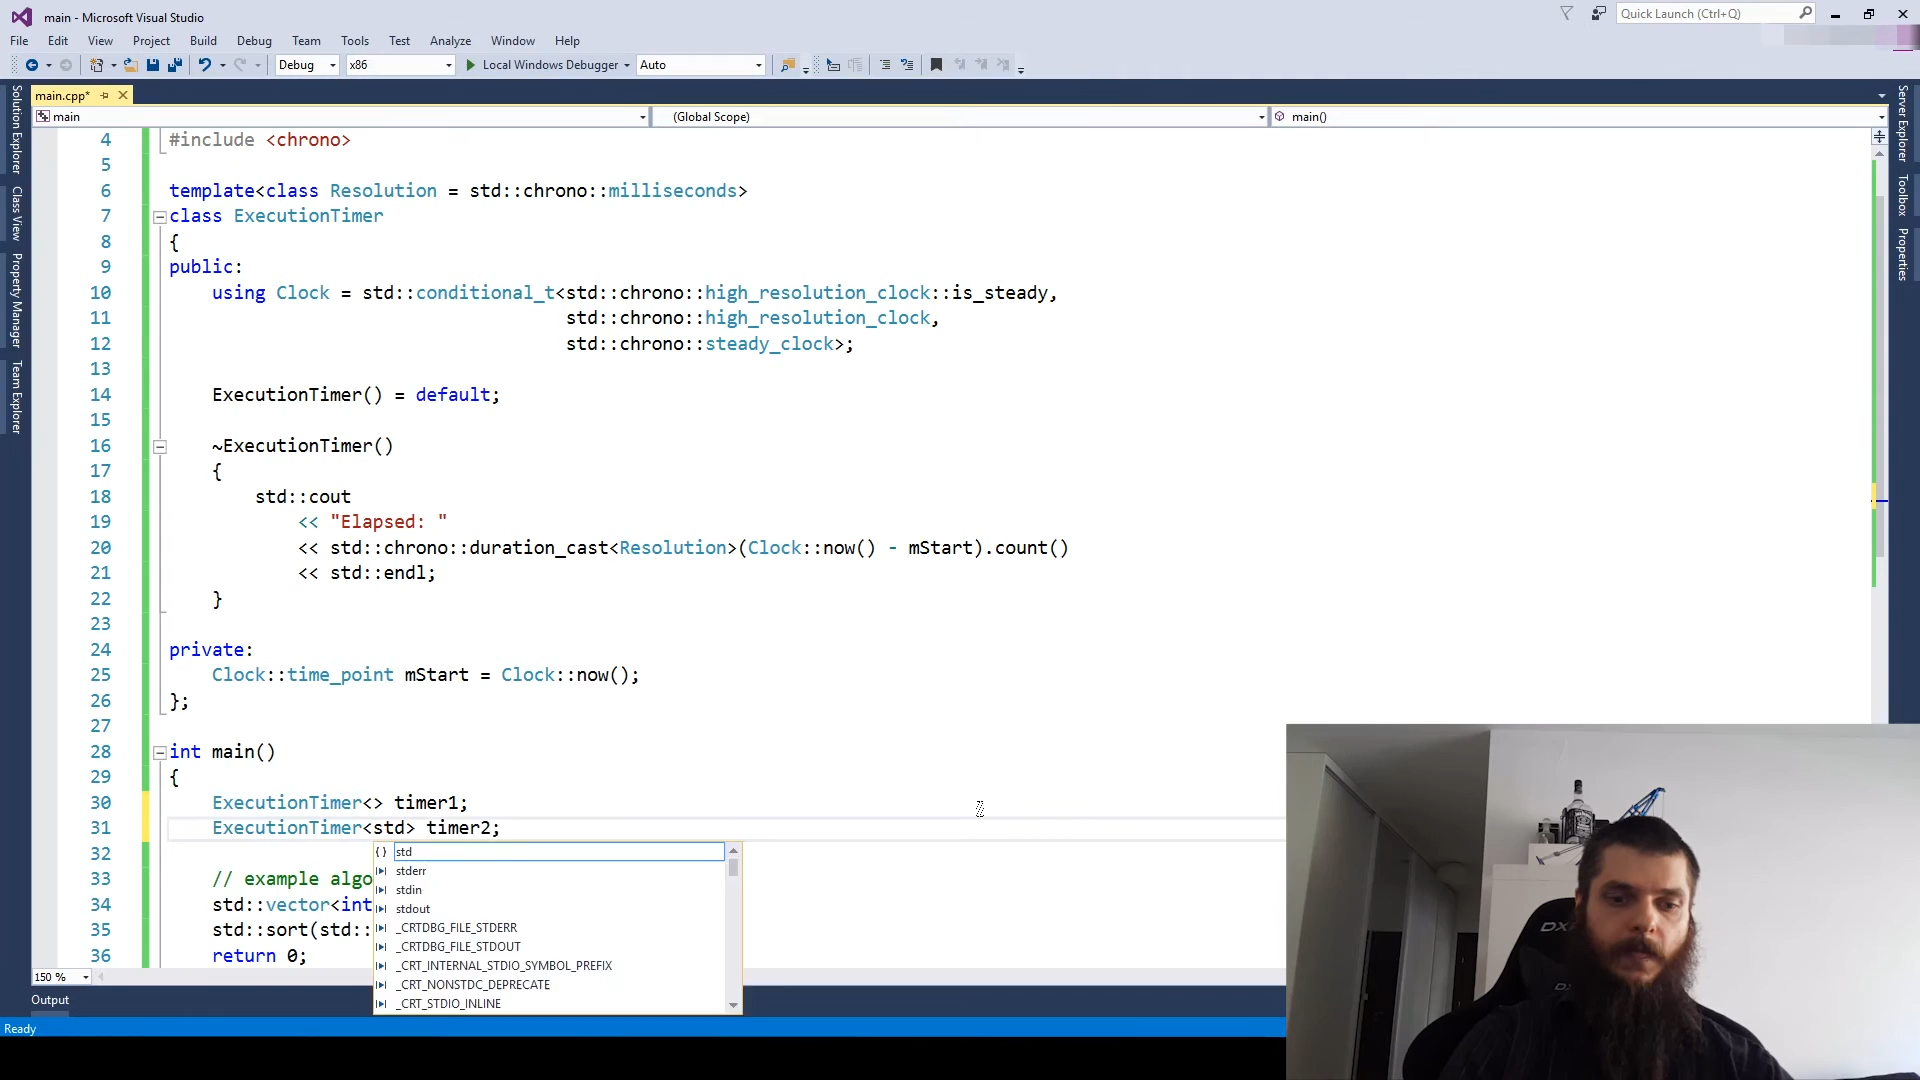 main - Microsoft Visual Studio
Quick Launch (Ctrl+Q)
File Edit View Project Build Debug Team Tools Test Analyze Window Help
Debug x86 Local Windows Debugger Auto
main.cpp*
main (Global Scope) main()
Solution Explorer
Class View
Property Manager
Team Explorer
Server Explorer
Toolbox
Properties
4 #include <chrono>
5
6 template<class Resolution = std::chrono::milliseconds>
7 class ExecutionTimer
8 {
9 public:
10 using Clock = std::conditional_t<std::chrono::high_resolution_clock::is_steady,
11 std::chrono::high_resolution_clock,
12 std::chrono::steady_clock>;
13
14 ExecutionTimer() = default;
15
16 ~ExecutionTimer()
17 {
18 std::cout
19 << "Elapsed: "
20 << std::chrono::duration_cast<Resolution>(Clock::now() - mStart).count()
21 << std::endl;
22 }
23
24 private:
25 Clock::time_point mStart = Clock::now();
26 };
27
28 int main()
29 {
30 ExecutionTimer<> timer1;
31 ExecutionTimer<std> timer2;
32
33 // example algo
34 std::vector<int
35 std::sort(std::
36 return 0;
{} std
stderr
stdin
stdout
_CRTDBG_FILE_STDERR
_CRTDBG_FILE_STDOUT
_CRT_INTERNAL_STDIO_SYMBOL_PREFIX
_CRT_NONSTDC_DEPRECATE
_CRT_STDIO_INLINE
150 %
Output
Ready